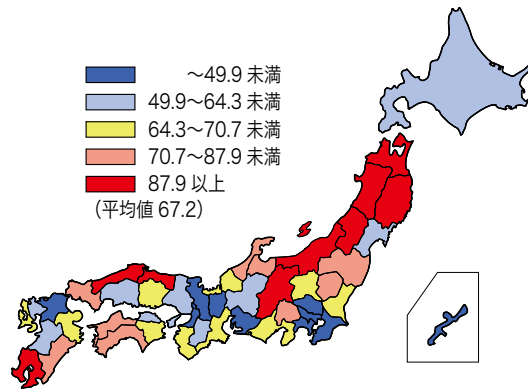 ～49.9 未満
49.9～64.3 未満
64.3～70.7 未満
70.7～87.9 未満
87.9 以上
(平均値 67.2)